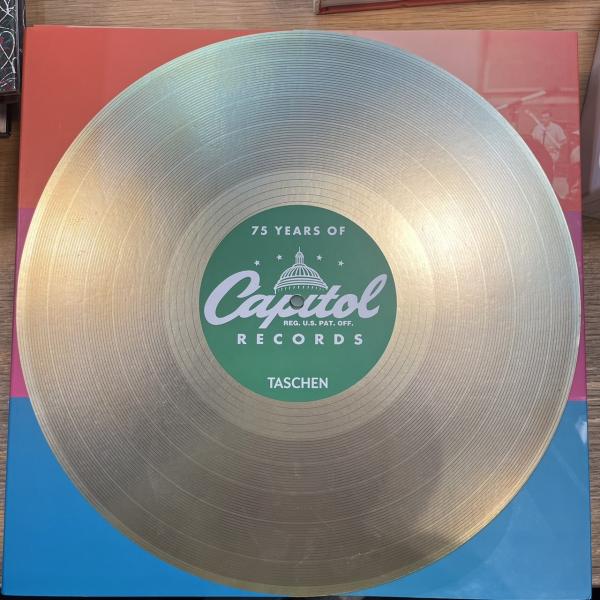 75 YEARS OF
Capitol
REG. U.S. PAT. OFF.
RECORDS
TASCHEN